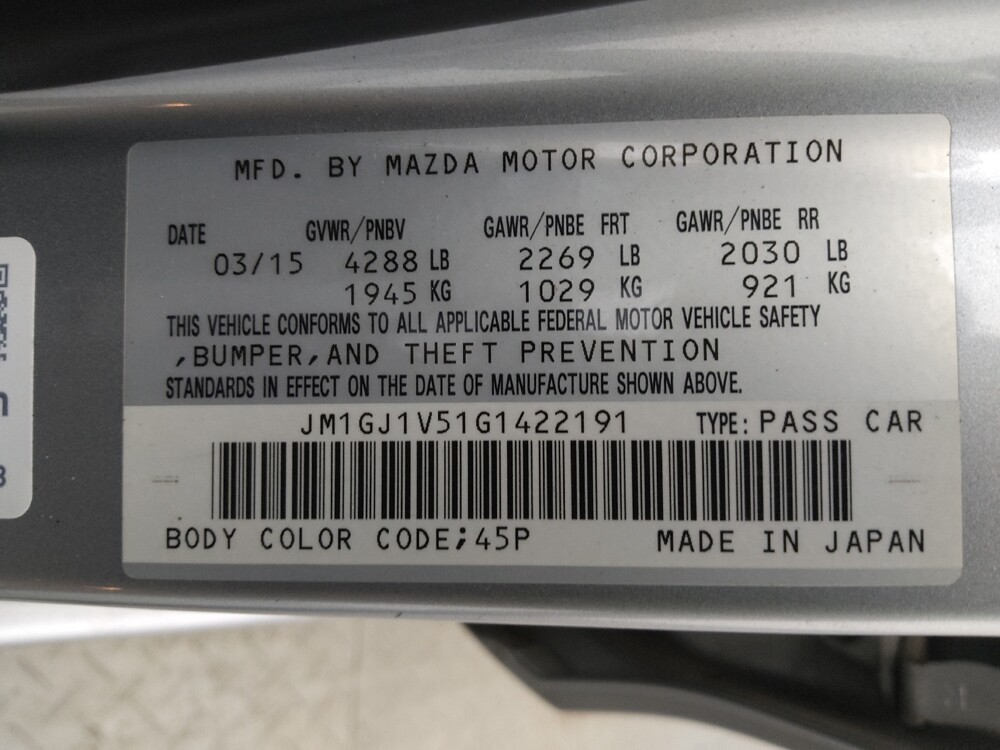 MFD. BY MAZDA MOTOR CORPORATION
DATE GVWR/PNBV GAWR/PNBE FRT GAWR/PNBE RR
03/15 4288 LB 2269 LB 2030 LB
1945 KG 1029 KG 921 KG
THIS VEHICLE CONFORMS TO ALL APPLICABLE FEDERAL MOTOR VEHICLE SAFETY
,BUMPER,AND THEFT PREVENTION
STANDARDS IN EFFECT ON THE DATE OF MANUFACTURE SHOWN ABOVE.
JM1GJ1V51G1422191 TYPE: PASS CAR
BODY COLOR CODE;45P MADE IN JAPAN